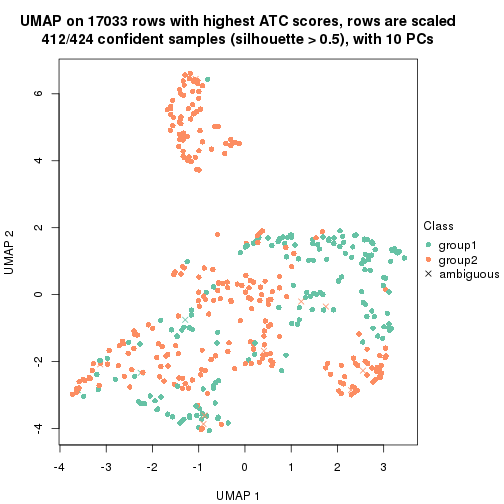 UMAP on 17033 rows with highest ATC scores, rows are scaled
412/424 confident samples (silhouette > 0.5), with 10 PCs
6
4
2
0
-2
-4
UMAP 2
-4 -3 -2 -1 0 1 2 3
UMAP 1
Class
group1
group2
ambiguous